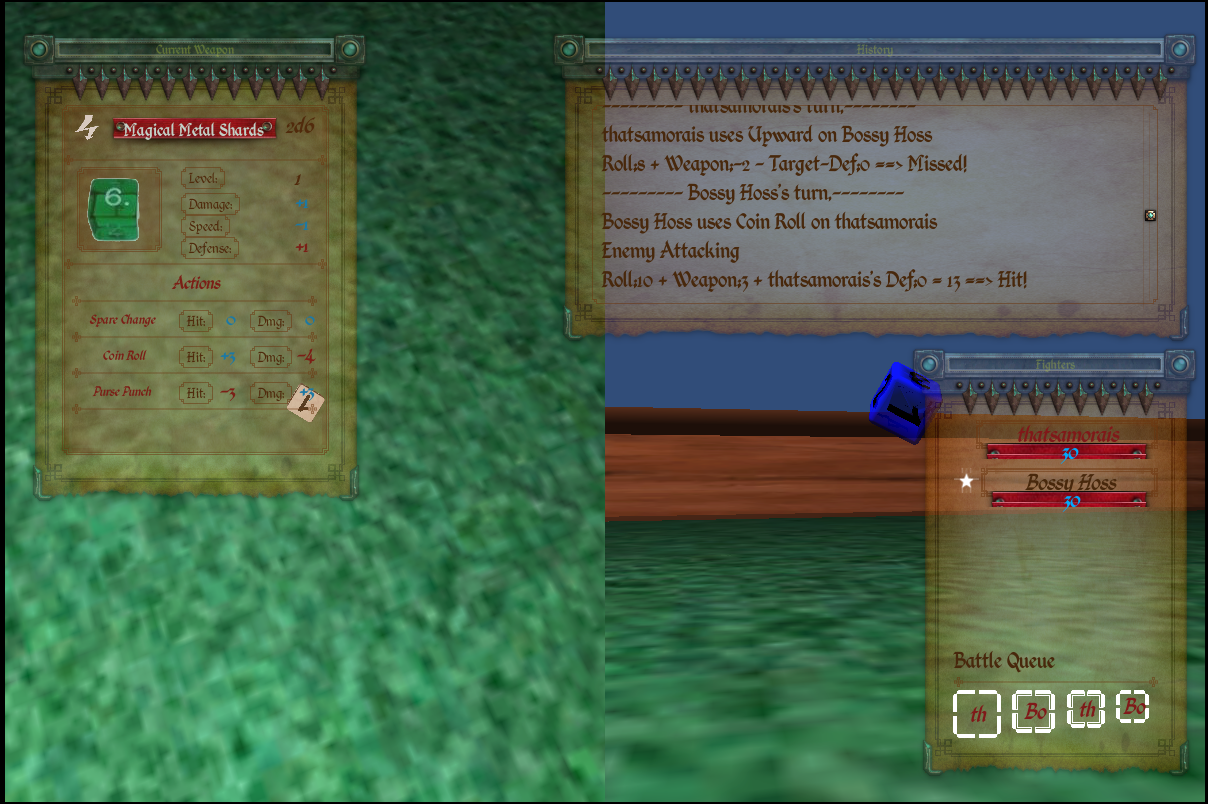 Current Weapon
Magical Metal Shards
2d6
6.
Level: 1
Damage:
Speed:
Defense: +1
Actions
Spare Change Hit: 0 Dmg: 0
Coin Roll Hit: +3 Dmg: -4
Purse Punch Hit: -3 Dmg:
History
--------- thatsamorais's turn,--------
thatsamorais uses Upward on Bossy Hoss
Roll;8 + Weapon;-2 - Target-Def;0 ==> Missed!
---------- Bossy Hoss's turn,--------
Bossy Hoss uses Coin Roll on thatsamorais
Enemy Attacking
Roll;10 + Weapon;3 + thatsamorais's Def;0 = 13 ==> Hit!
Fighters
thatsamorais
30
Bossy Hoss
30
Battle Queue
th Bo th Bo